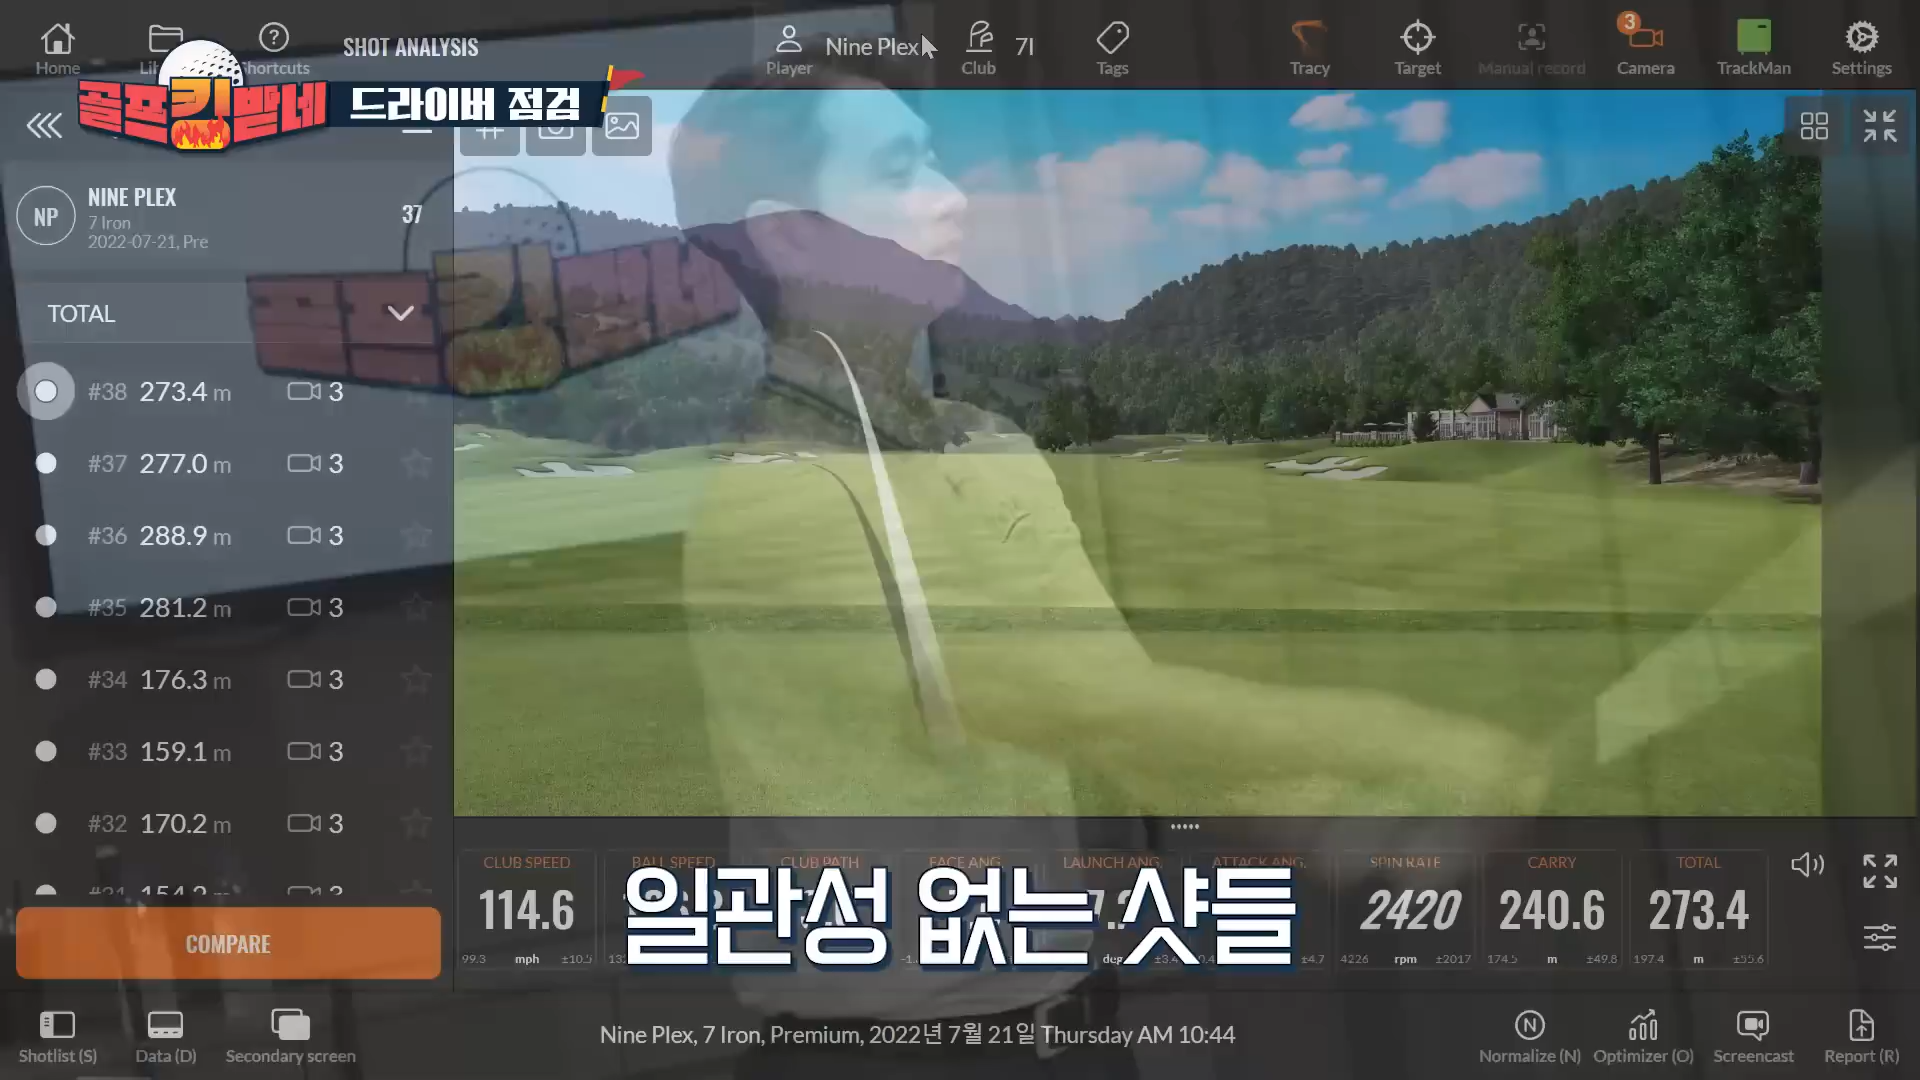 Home
Shortcuts
SHOT ANALYSIS
Player
Nine Plex
Club
7I
Tags
Tracy
Target
Manual record
3
Camera
TrackMan
Settings
골프킹받네
드라이버 점검
NP
NINE PLEX
7 Iron
2022-07-21, Pre
37
TOTAL
#38 273.4 m 3
#37 277.0 m 3
#36 288.9 m 3
#35 281.2 m 3
#34 176.3 m 3
#33 159.1 m 3
#32 170.2 m 3
#31 154.2 m 3
COMPARE
CLUB SPEED
114.6
99.3 mph ±10.5
BALL SPEED
CLUB PATH
FACE ANG.
LAUNCH ANG.
ATTACK ANG.
SPIN RATE
2420
4226 rpm ±2017
CARRY
240.6
174.5 m ±49.8
TOTAL
273.4
197.4 m ±55.6
일관성 없는 샷들
Shotlist (S)
Data (D)
Secondary screen
Nine Plex, 7 Iron, Premium, 2022년 7월 21일 Thursday AM 10:44
Normalize (N)
Optimizer (O)
Screencast
Report (R)